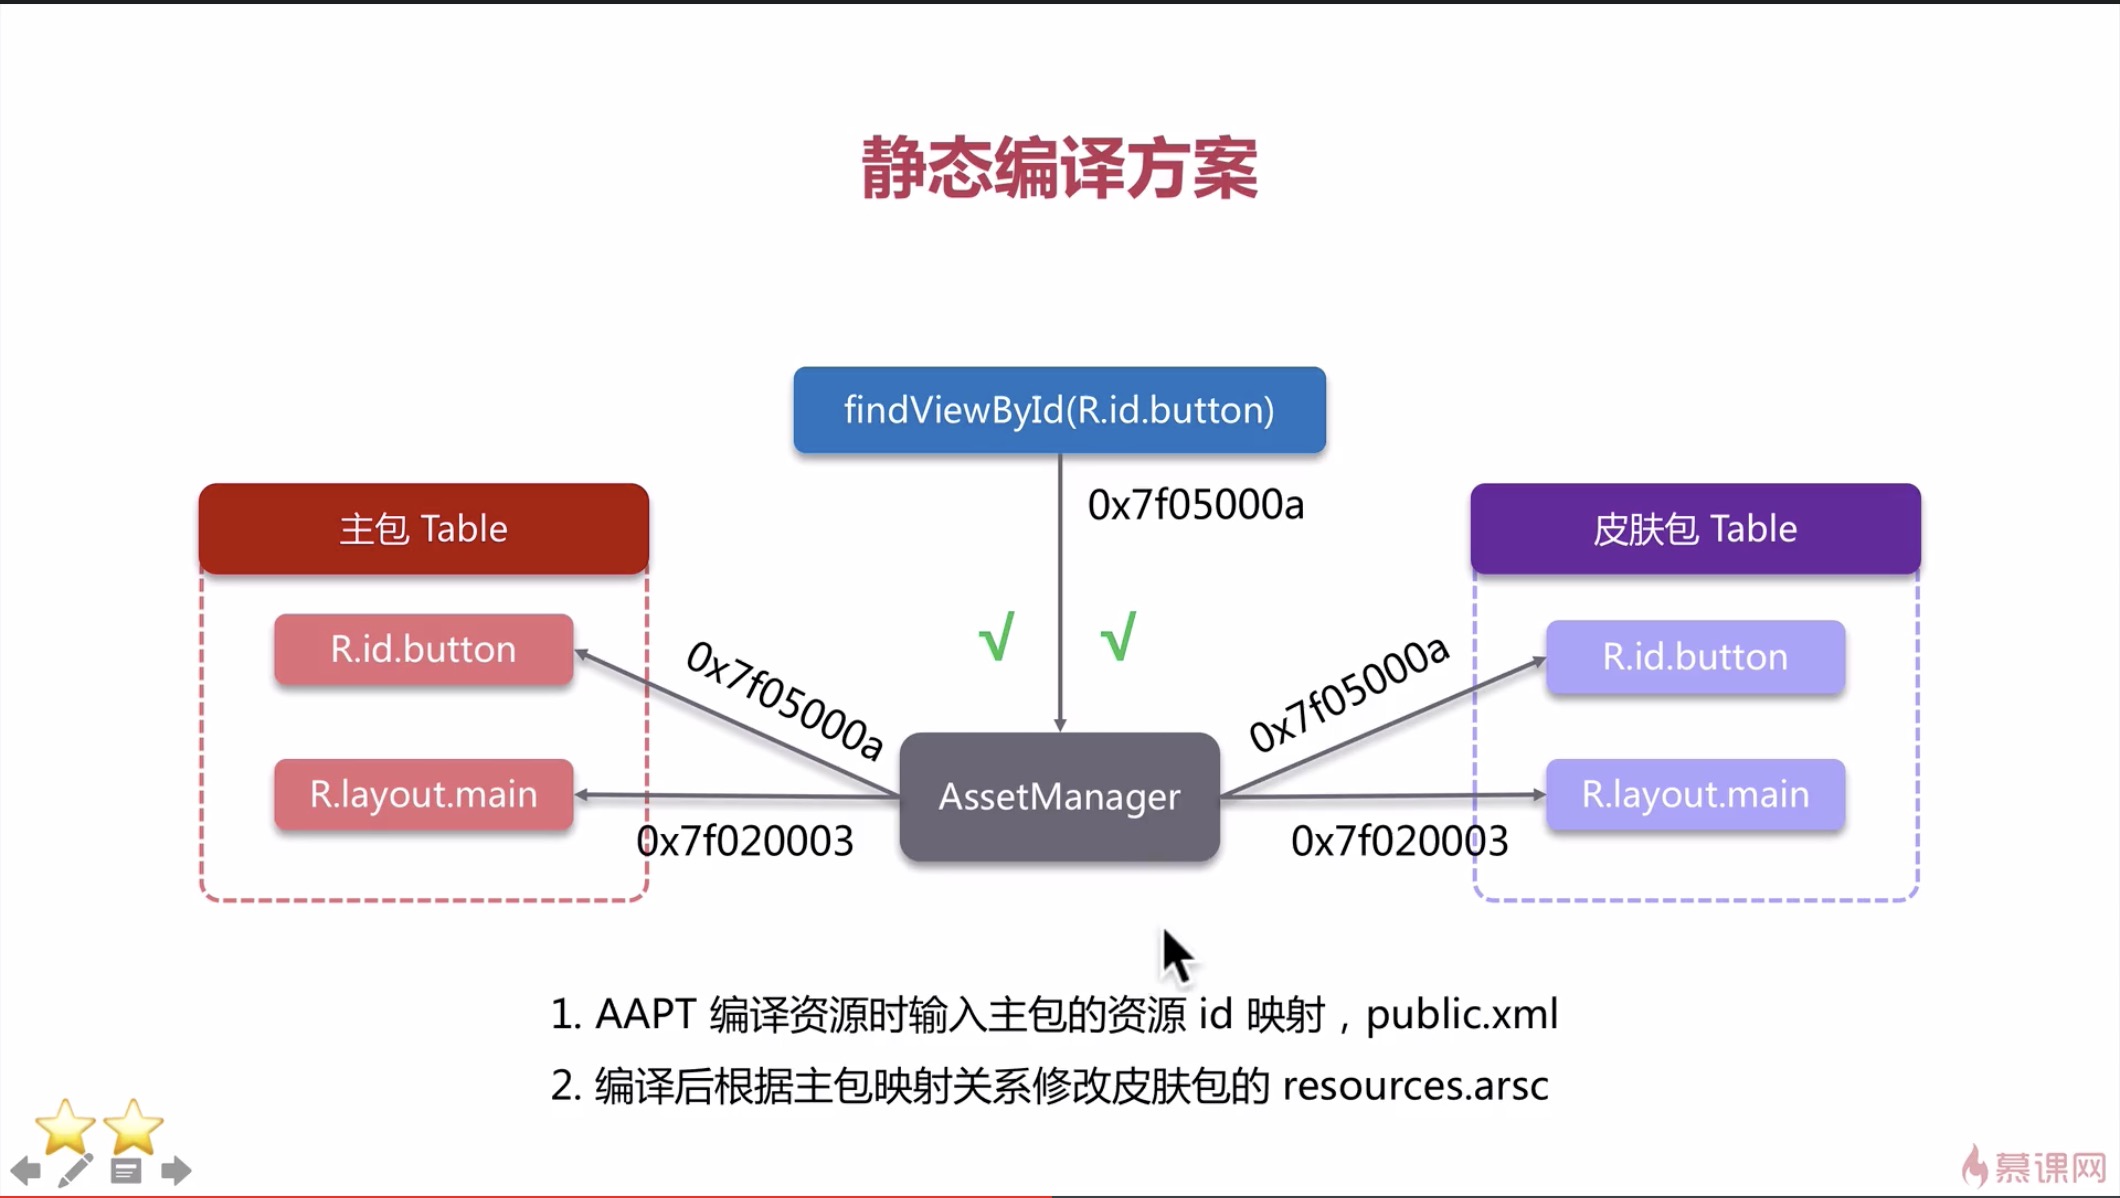 静态编译方案
findViewById(R.id.button)
0x7f05000a
主包 Table
皮肤包 Table
R.id.button
0x7f05000a
√ √
0x7f05000a
R.id.button
R.layout.main
0x7f020003
AssetManager
0x7f020003
R.layout.main
1. AAPT 编译资源时输入主包的资源 id 映射，public.xml
2. 编译后根据主包映射关系修改皮肤包的 resources.arsc
慕课网